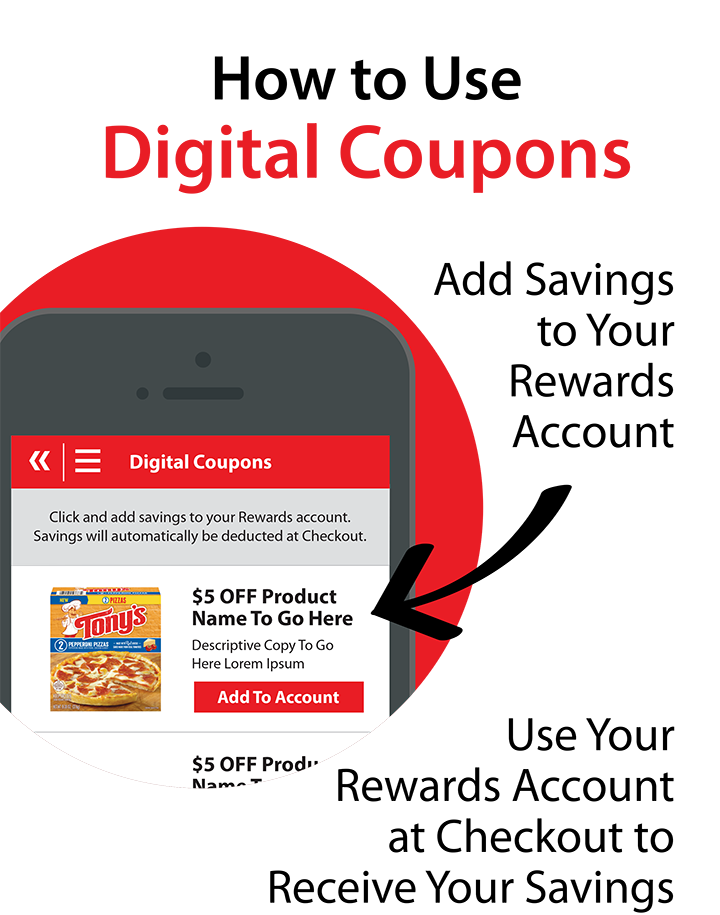 How to Use
Digital Coupons
Add Savings
to Your
Rewards
Account
Digital Coupons
Click and add savings to your Rewards account.
Savings will automatically be deducted at Checkout.
NEW
2 PIZZAS
Tony's
2 PEPPERONI PIZZAS
$5 OFF Product
Name To Go Here
Descriptive Copy To Go
Here Lorem Ipsum
Add To Account
$5 OFF Produ
Name T
Use Your
Rewards Account
at Checkout to
Receive Your Savings